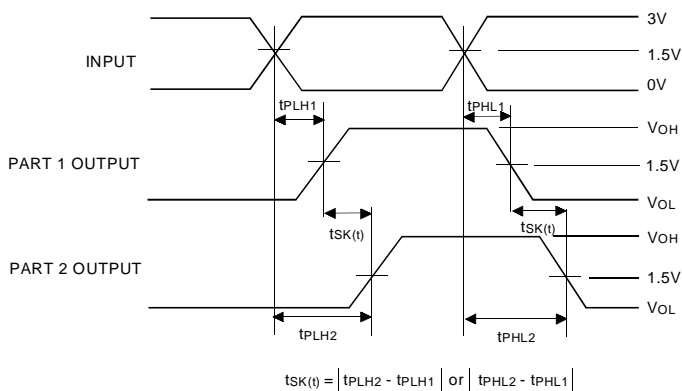 3V
INPUT
1.5V
0V
tPLH1
tPHL1
VOH
PART 1 OUTPUT
1.5V
VOL
tSK(t)
tSK(t)
VOH
PART 2 OUTPUT
1.5V
VOL
tPLH2
tPHL2
tSK(t) = |tPLH2 - tPLH1| or |tPHL2 - tPHL1|